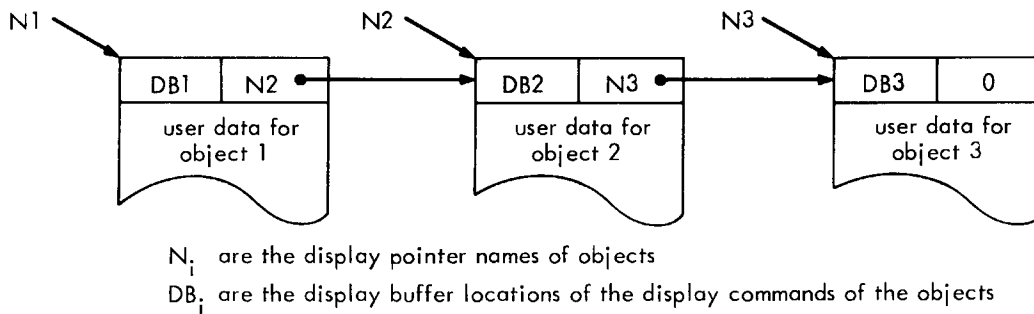 N1
N2
N3
DB1 N2
DB2 N3
DB3 0
user data for
object 1
user data for
object 2
user data for
object 3
Ni are the display pointer names of objects
DBi are the display buffer locations of the display commands of the objects